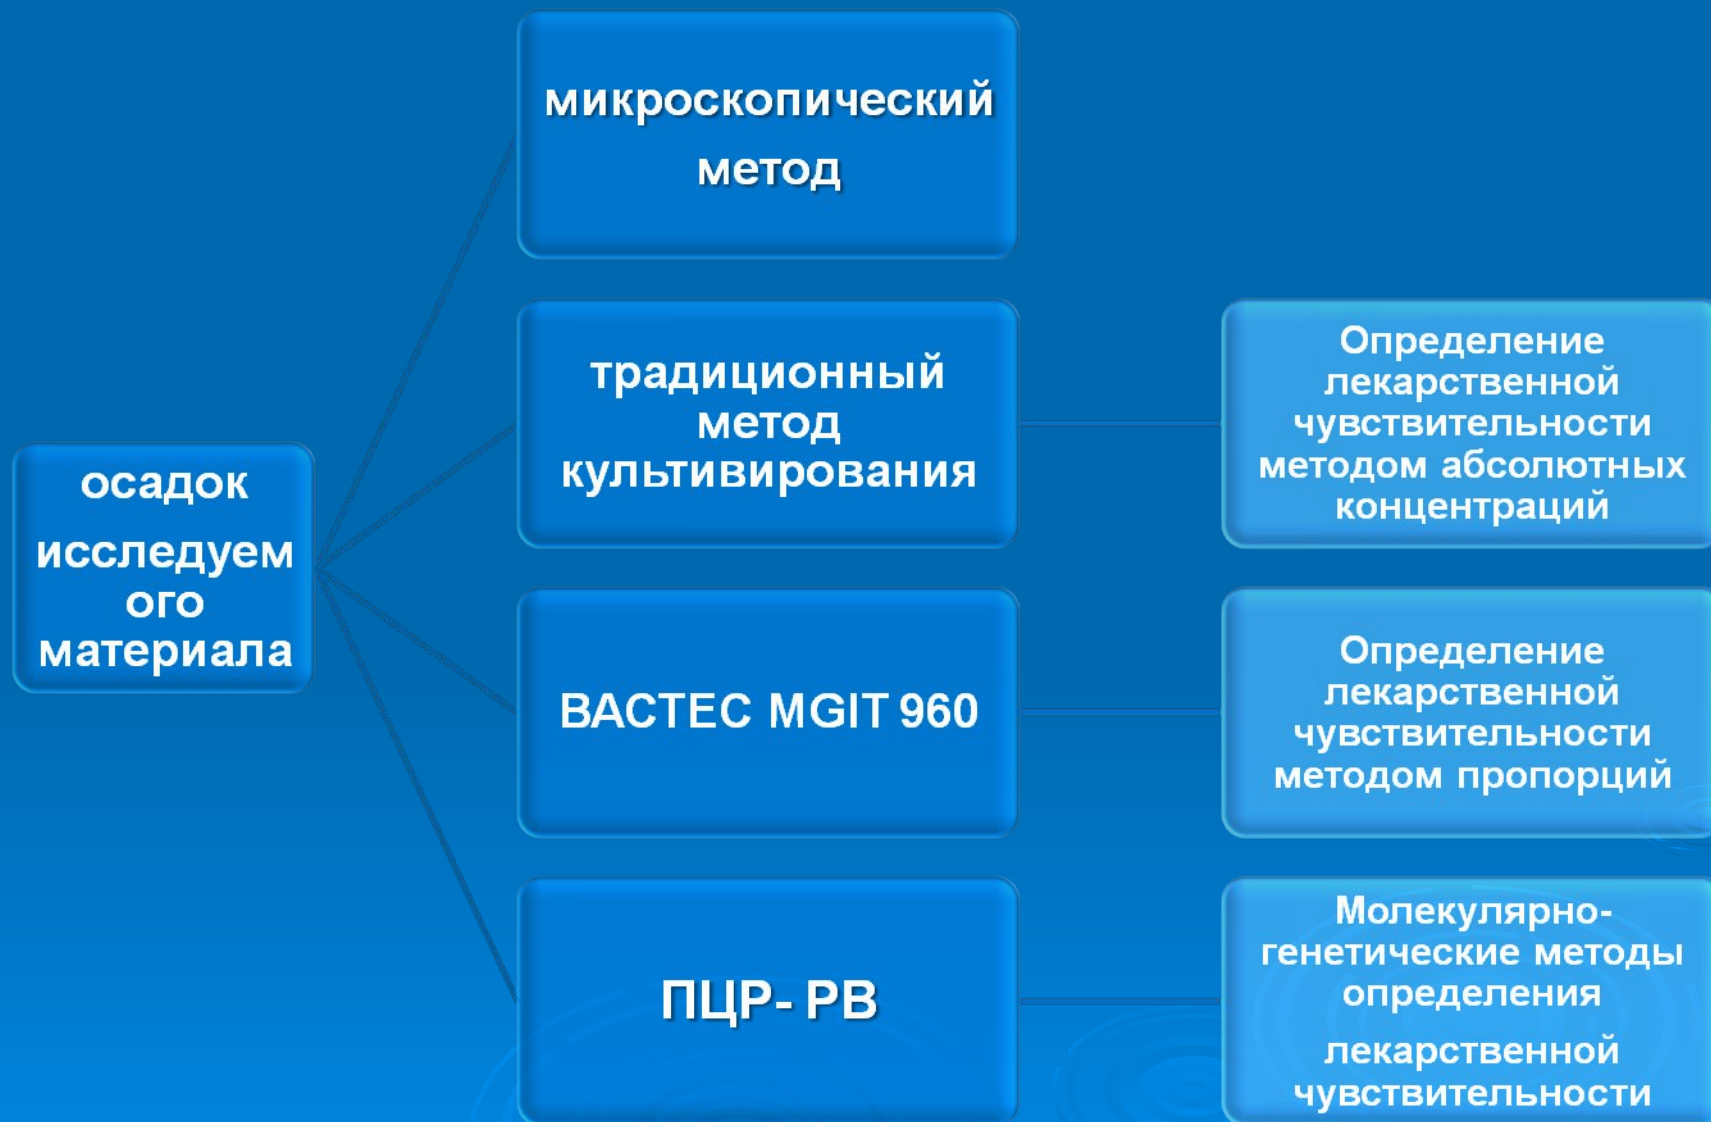 микроскопический
метод
традиционный
метод
культивирования
Определение
лекарственной
чувствительности
методом абсолютных
концентраций
осадок
исследуем
ого
материала
BACTEC MGIT 960
Определение
лекарственной
чувствительности
методом пропорций
ПЦР- РВ
Молекулярно-
генетические методы
определения
лекарственной
чувствительности